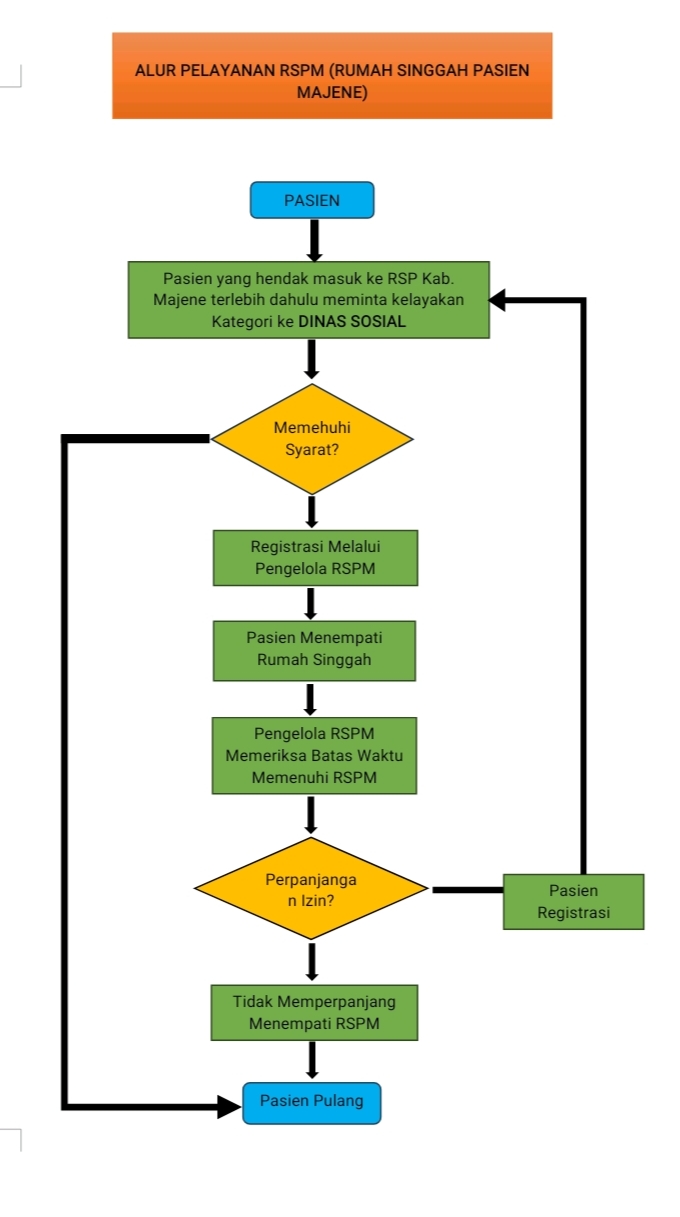 ALUR PELAYANAN RSPM (RUMAH SINGGAH PASIEN
MAJENE)
PASIEN
Pasien yang hendak masuk ke RSP Kab.
Majene terlebih dahulu meminta kelayakan
Kategori ke DINAS SOSIAL
Memehuhi
Syarat?
Registrasi Melalui
Pengelola RSPM
Pasien Menempati
Rumah Singgah
Pengelola RSPM
Memeriksa Batas Waktu
Memenuhi RSPM
Perpanjanga
n Izin?
Pasien
Registrasi
Tidak Memperpanjang
Menempati RSPM
Pasien Pulang